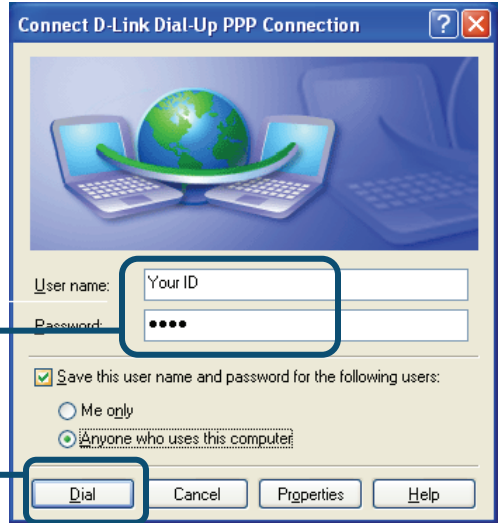 Connect D-Link Dial-Up PPP Connection
User name: Your ID
Password: ••••
Save this user name and password for the following users:
Me only
Anyone who uses this computer
Dial Cancel Properties Help